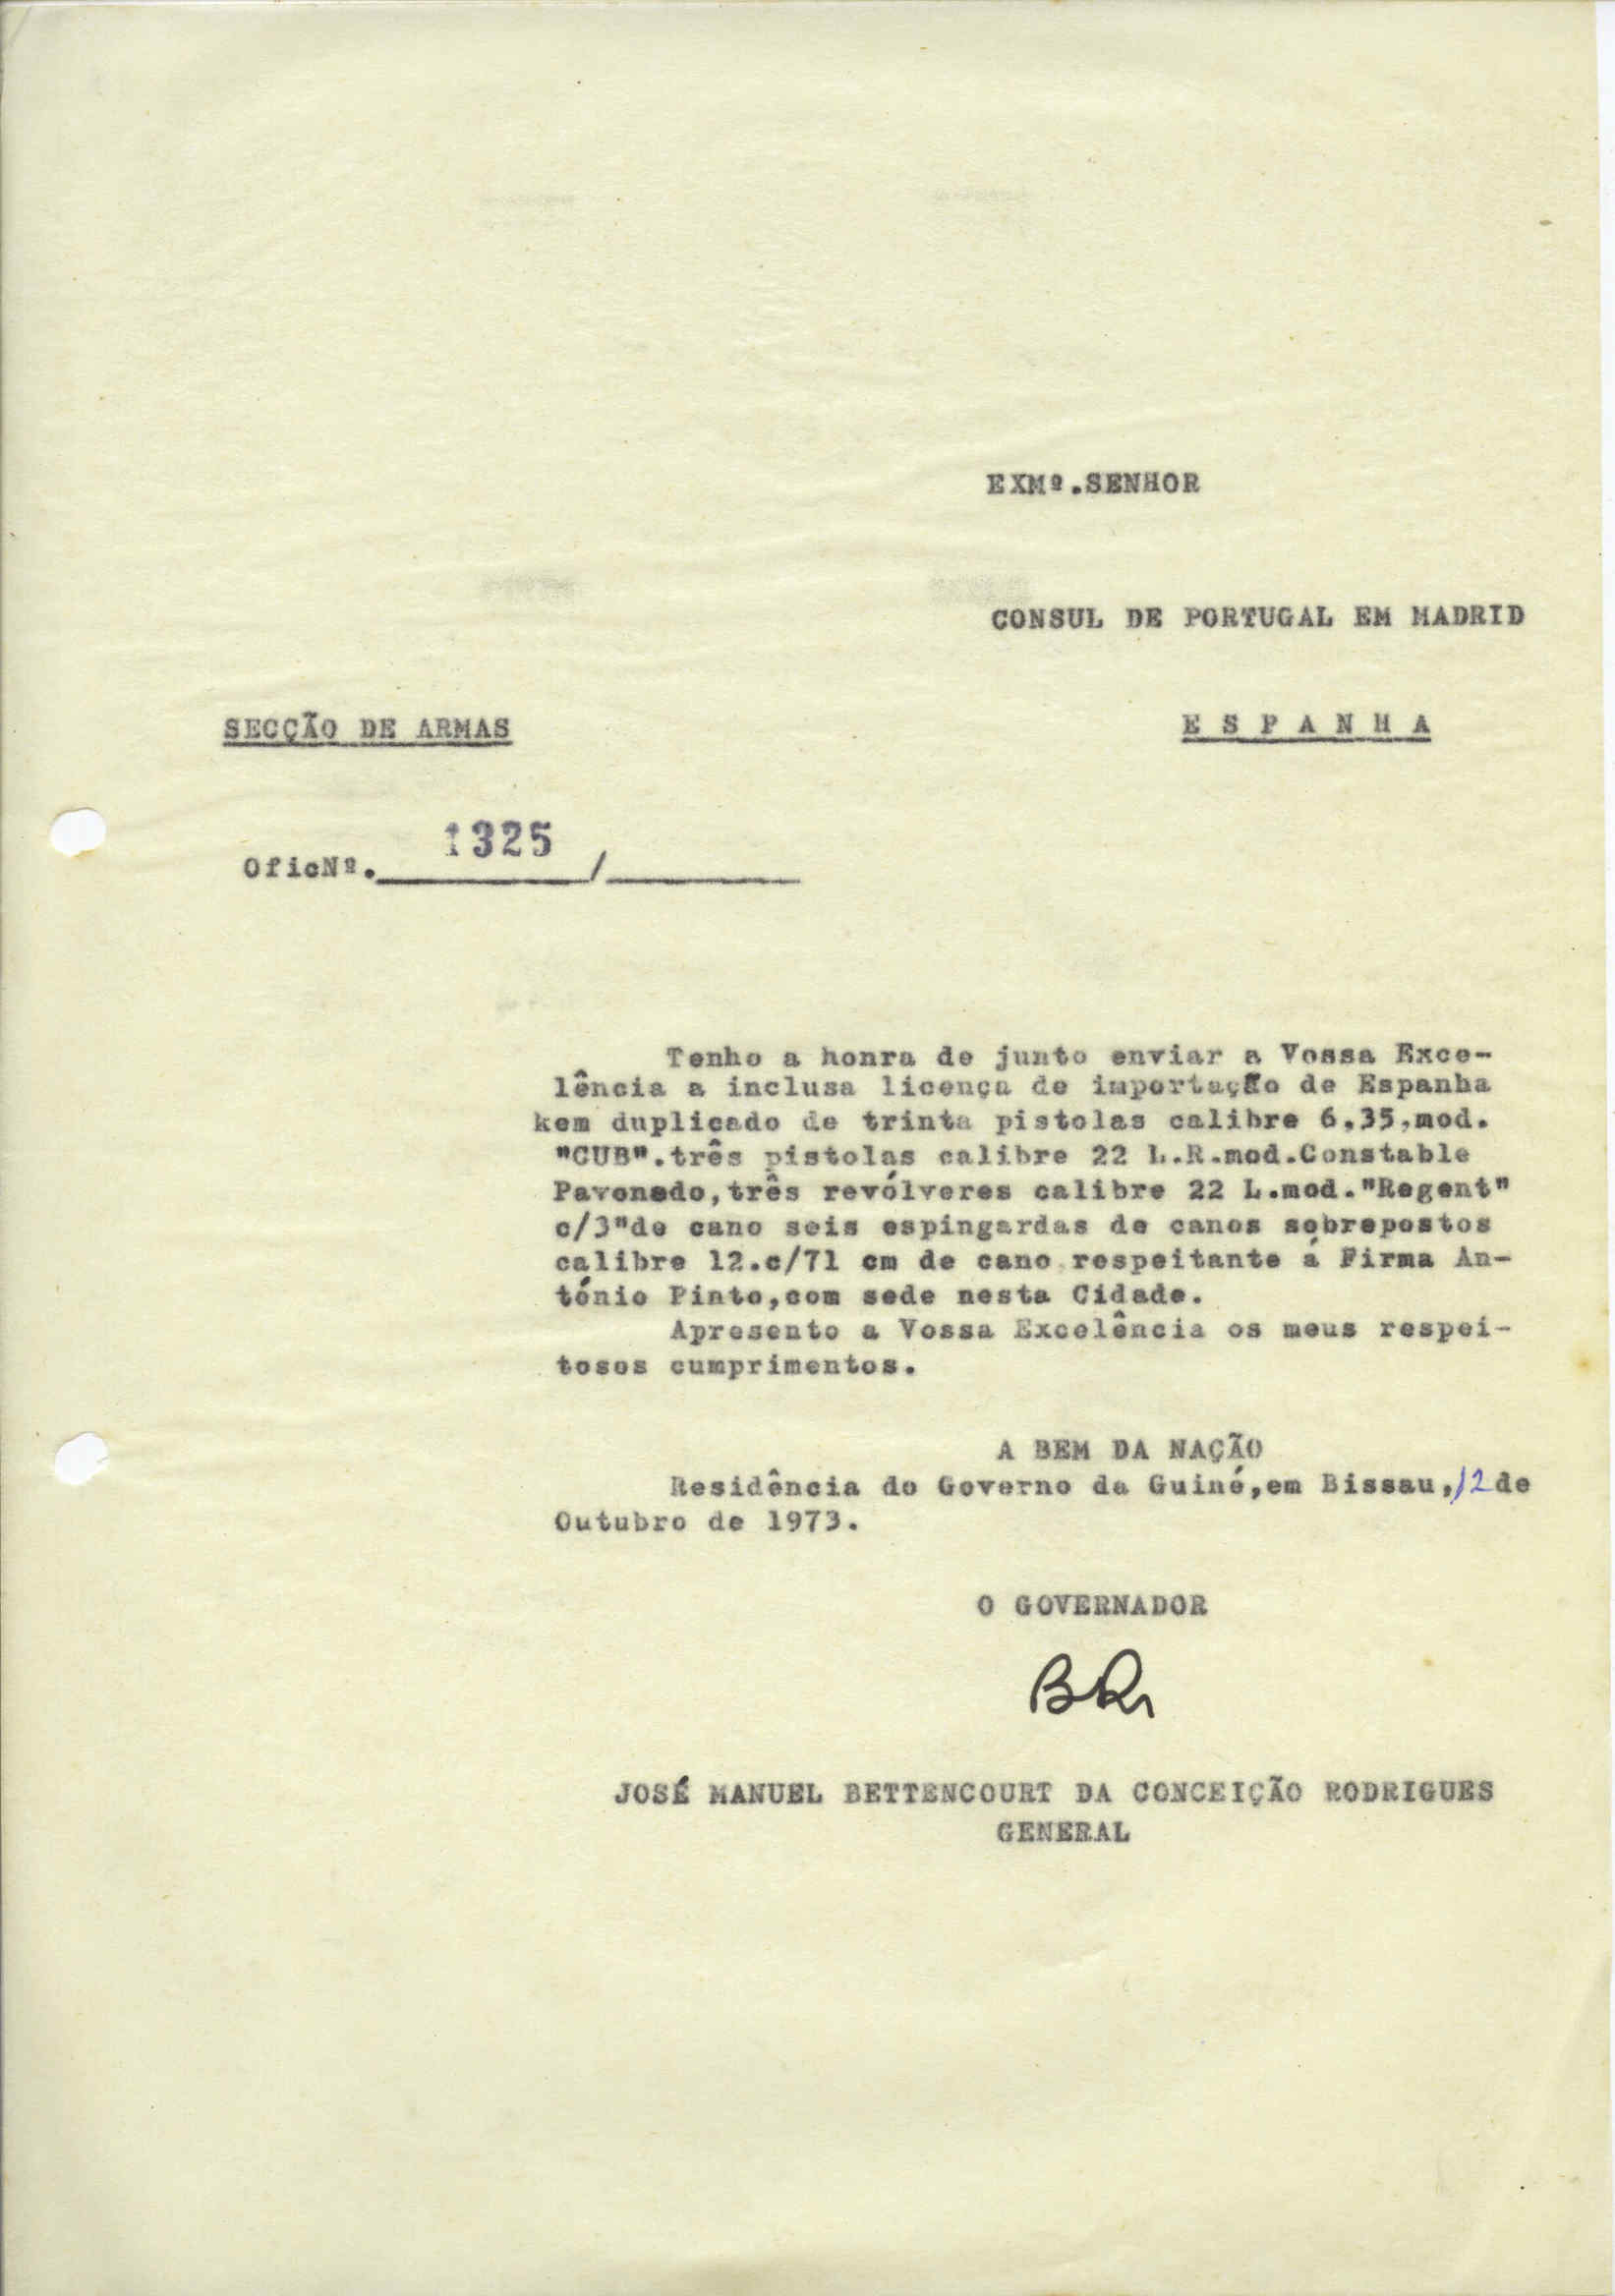 EXMº.SENHOR
CONSUL DE PORTUGAL EM MADRID
SECÇÃO DE ARMAS
E S P A N H A
OficNº. 1325 /
Tenho a honra de junto enviar a Vossa Exce-
lência a inclusa licença de importação de Espanha
kem duplicado de trinta pistolas calibre 6,35,mod.
"CUB".três pistolas calibre 22 L.R.mod.Constable
Pavonado,três revólveres calibre 22 L.mod."Regent"
c/3"de cano seis espingardas de canos sobrepostos
calibre 12.c/71 cm de cano respeitante á Firma An-
tónio Pinto,com sede nesta Cidade.
Apresento a Vossa Excelência os meus respei-
tosos cumprimentos.
A BEM DA NAÇÃO
Residência do Governo da Guiné,em Bissau,12 de
Outubro de 1973.
O GOVERNADOR
BR
JOSÉ MANUEL BETTENCOURT DA CONCEIÇÃO RODRIGUES
GENERAL